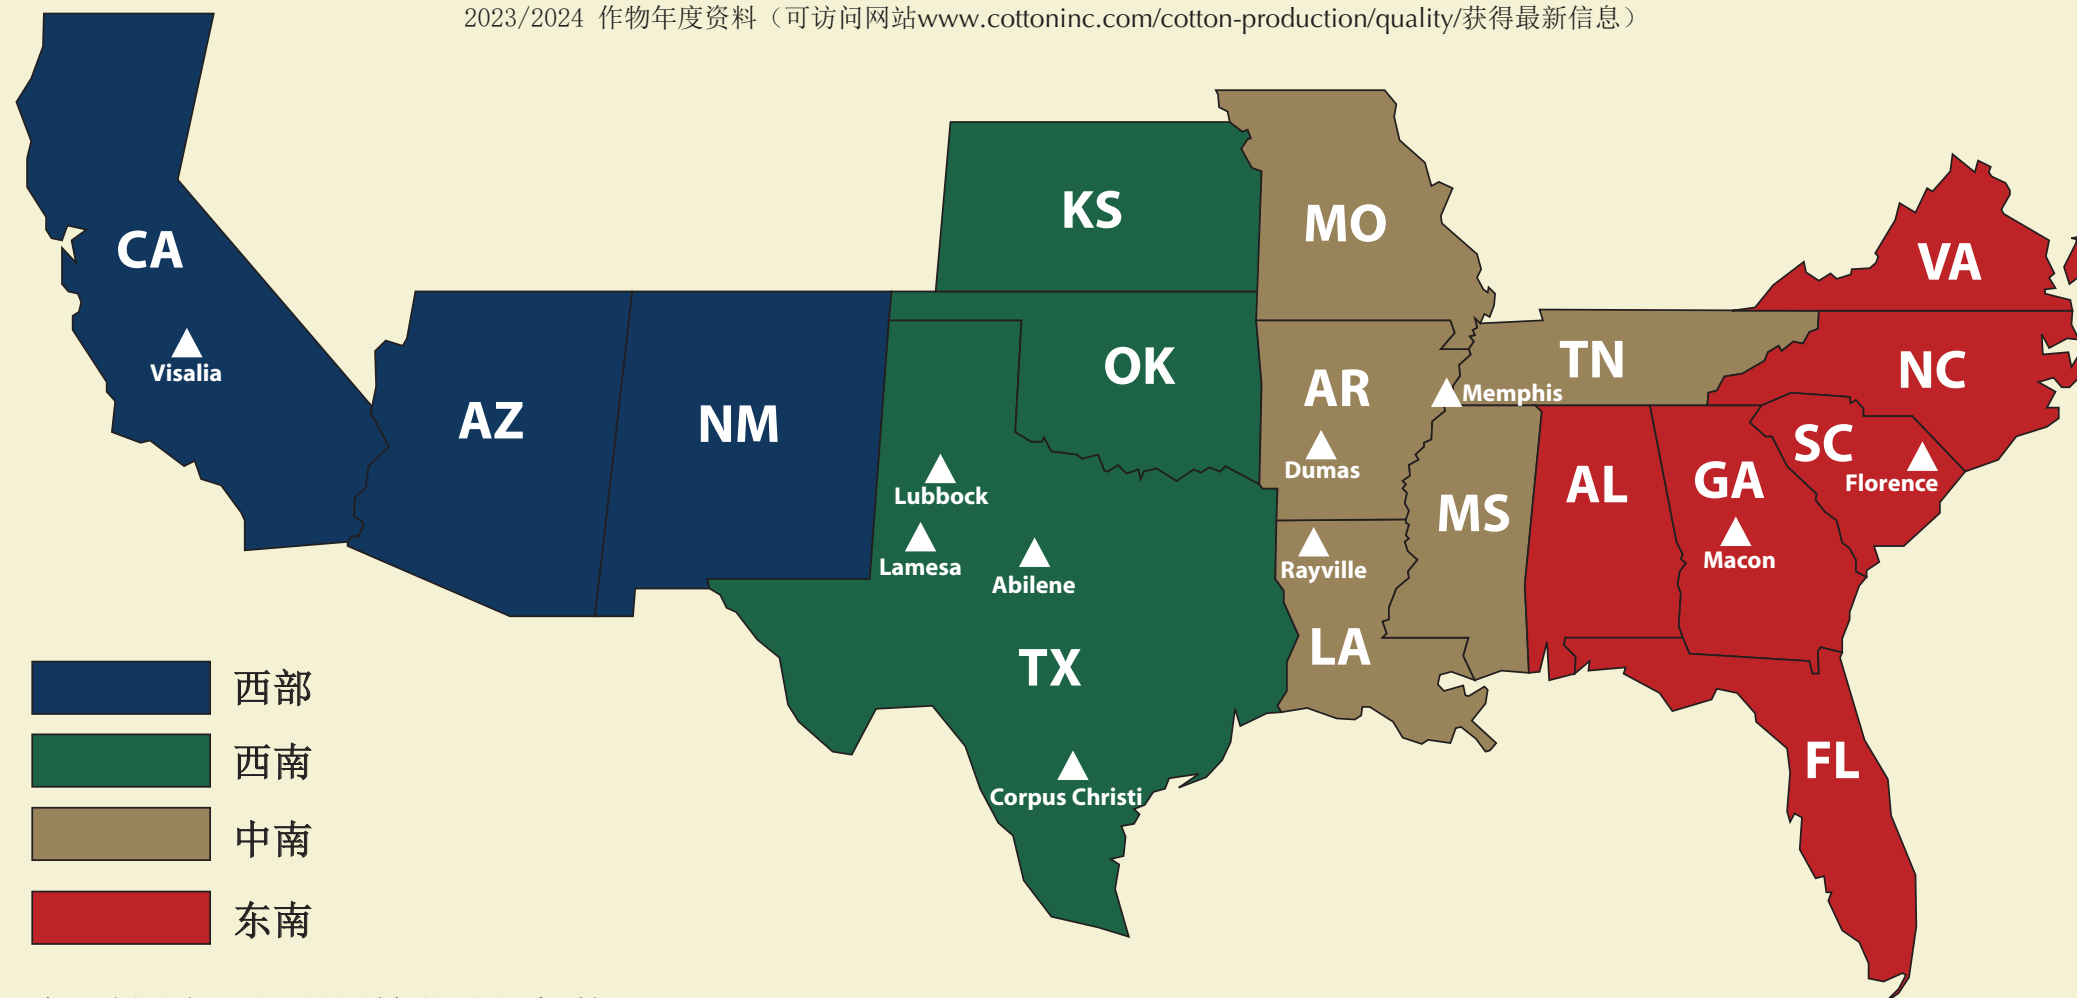 2023/2024 作物年度资料（可访问网站www.cottoninc.com/cotton-production/quality/获得最新信息）
KS
MO
CA
VA
Visalia
OK
TN
NC
AR
Memphis
AZ
NM
SC
Dumas
Florence
Lubbock
MS
AL
GA
Lamesa
Abilene
Rayville
Macon
TX
LA
西部
西南
FL
Corpus Christi
中南
东南